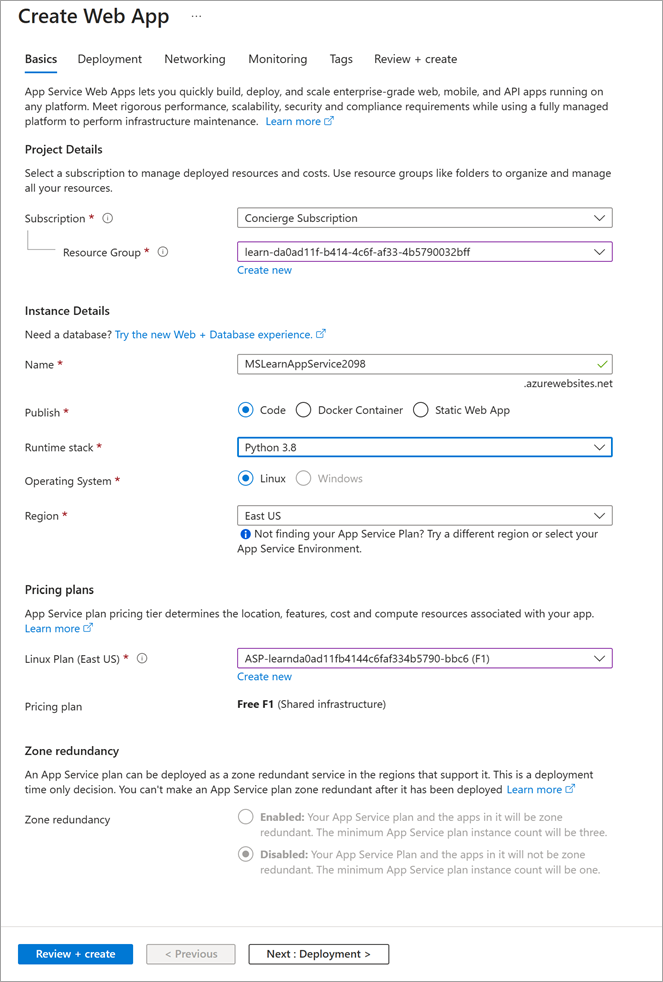 Create Web App ...
Basics Deployment Networking Monitoring Tags Review + create
App Service Web Apps lets you quickly build, deploy, and scale enterprise-grade web, mobile, and API apps running on
any platform. Meet rigorous performance, scalability, security and compliance requirements while using a fully managed
platform to perform infrastructure maintenance. Learn more
Project Details
Select a subscription to manage deployed resources and costs. Use resource groups like folders to organize and manage
all your resources.
Subscription * Concierge Subscription
Resource Group * learn-da0ad11f-b414-4c6f-af33-4b5790032bff
Create new
Instance Details
Need a database? Try the new Web + Database experience.
Name * MSLearnAppService2098
.azurewebsites.net
Publish * Code Docker Container Static Web App
Runtime stack * Python 3.8
Operating System * Linux Windows
Region * East US
Not finding your App Service Plan? Try a different region or select your
App Service Environment.
Pricing plans
App Service plan pricing tier determines the location, features, cost and compute resources associated with your app.
Learn more
Linux Plan (East US) * ASP-learnda0ad11fb4144c6faf334b5790-bbc6 (F1)
Create new
Pricing plan Free F1 (Shared infrastructure)
Zone redundancy
An App Service plan can be deployed as a zone redundant service in the regions that support it. This is a deployment
time only decision. You can't make an App Service plan zone redundant after it has been deployed Learn more
Zone redundancy Enabled: Your App Service plan and the apps in it will be zone
redundant. The minimum App Service plan instance count will be three.
Disabled: Your App Service Plan and the apps in it will not be zone
redundant. The minimum App Service plan instance count will be one.
Review + create < Previous Next : Deployment >